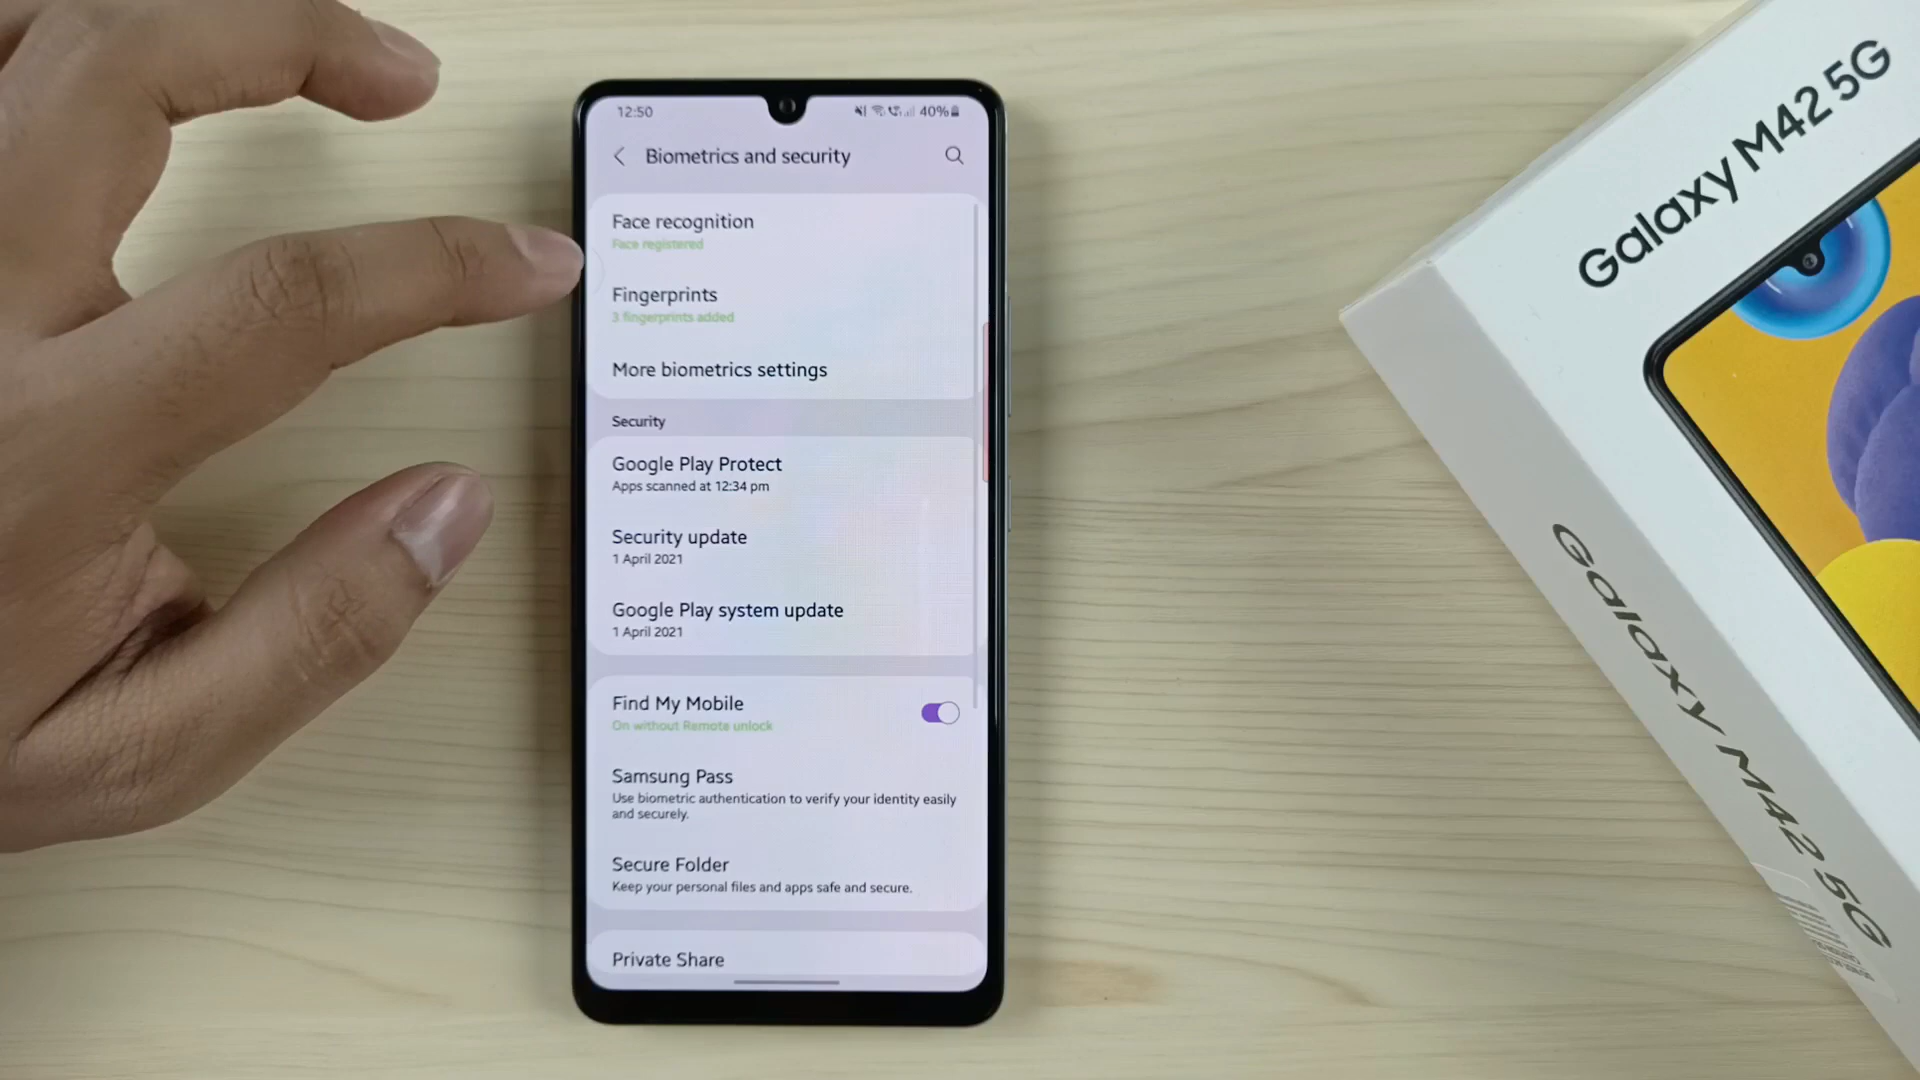 12:50
40%
Biometrics and security
Face recognition
Face registered
Fingerprints
3 fingerprints added
More biometrics settings
Security
Google Play Protect
Apps scanned at 12:34 pm
Security update
1 April 2021
Google Play system update
1 April 2021
Find My Mobile
On without Remote unlock
Samsung Pass
Use biometric authentication to verify your identity easily
and securely.
Secure Folder
Keep your personal files and apps safe and secure.
Private Share
Galaxy M42 5G
Galaxy M42 5G